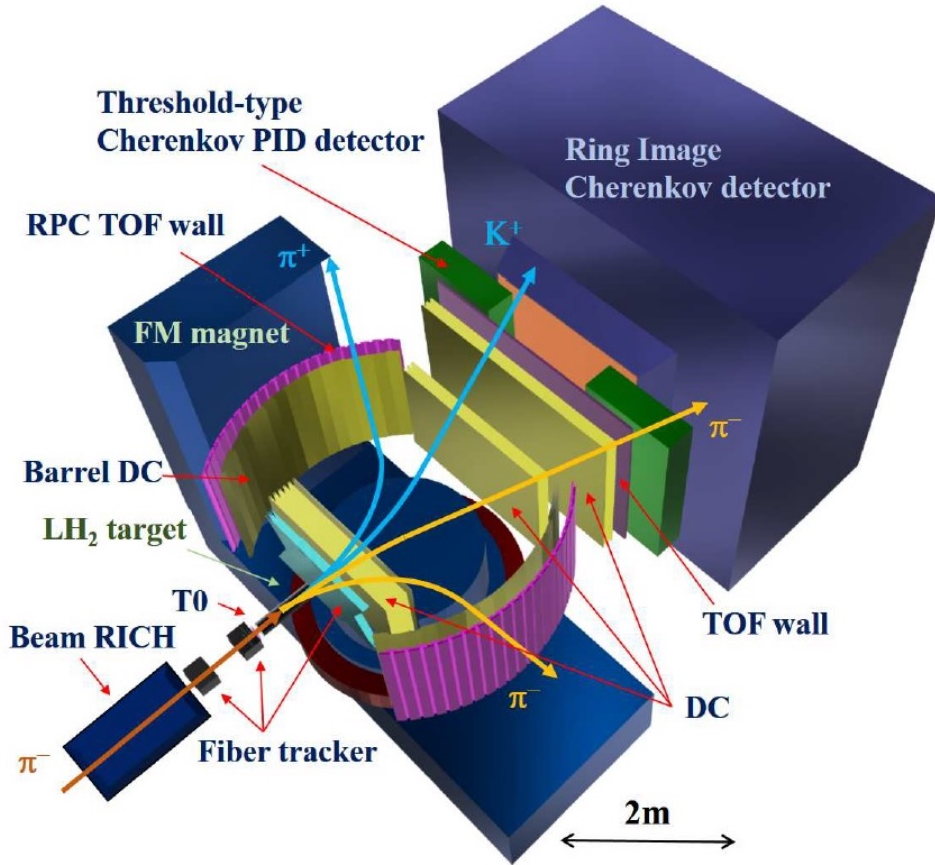 Threshold-type
Cherenkov PID detector
Ring Image
Cherenkov detector
RPC TOF wall
π⁺
K⁺
FM magnet
π⁻
Barrel DC
LH₂ target
T0
Beam RICH
TOF wall
π⁻
DC
Fiber tracker
π⁻
2m